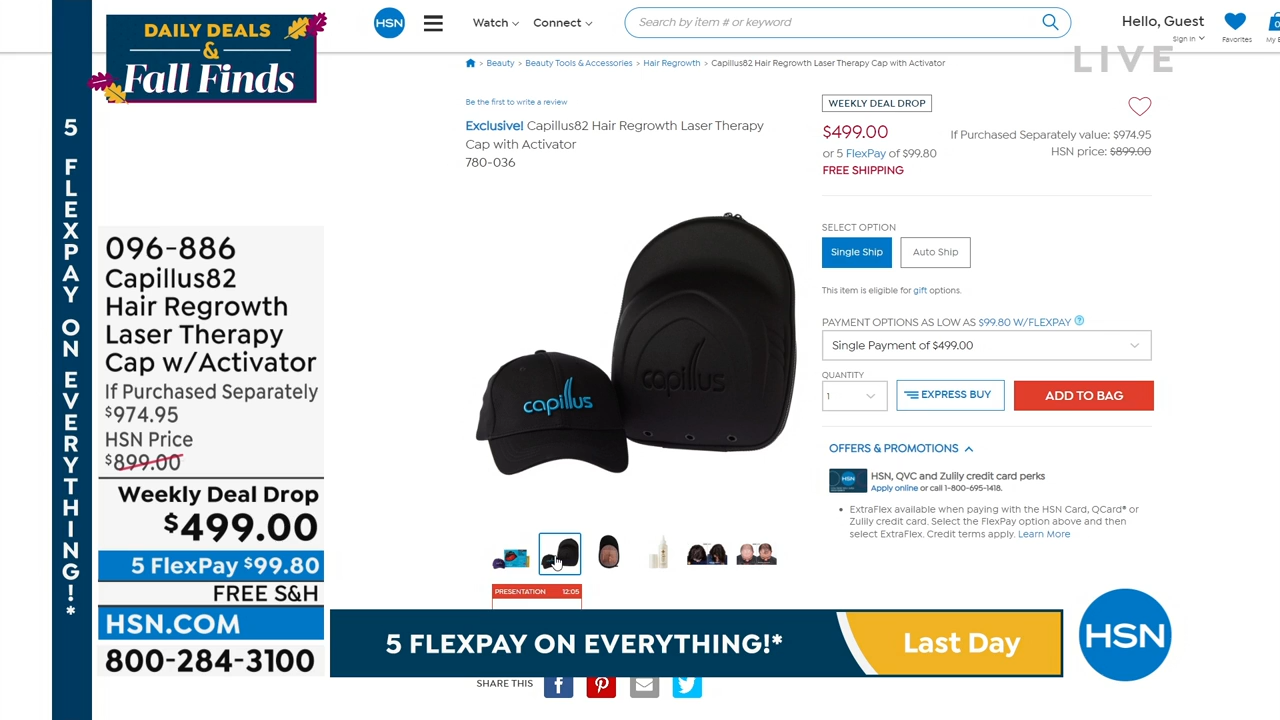 DAILY DEALS
&
Fall Finds
5 FLEXPAY ON EVERYTHING!*
096-886
Capillus82
Hair Regrowth
Laser Therapy
Cap w/Activator
If Purchased Separately
$974.95
HSN Price
$899.00
Weekly Deal Drop
$499.00
5 FlexPay $99.80
FREE S&H
HSN.COM
800-284-3100
HSN
Watch
Connect
Search by item # or keyword
Hello, Guest
Sign In
Favorites
0
LIVE
> Beauty > Beauty Tools & Accessories > Hair Regrowth > Capillus82 Hair Regrowth Laser Therapy Cap with Activator
Be the first to write a review
Exclusive! Capillus82 Hair Regrowth Laser Therapy
Cap with Activator
780-036
capillus
capillus
PRESENTATION 12:05
WEEKLY DEAL DROP
$499.00
If Purchased Separately value: $974.95
or 5 FlexPay of $99.80
HSN price: $899.00
FREE SHIPPING
SELECT OPTION
Single Ship
Auto Ship
This item is eligible for gift options.
PAYMENT OPTIONS AS LOW AS $99.80 W/FLEXPAY ?
Single Payment of $499.00
QUANTITY
1
EXPRESS BUY
ADD TO BAG
OFFERS & PROMOTIONS
HSN, QVC and Zulily credit card perks
Apply online or call 1-800-695-1418.
• ExtraFlex available when paying with the HSN Card, QCard® or
Zulily credit card. Select the FlexPay option above and then
select ExtraFlex. Credit terms apply. Learn More
5 FLEXPAY ON EVERYTHING!*
Last Day
HSN
SHARE THIS